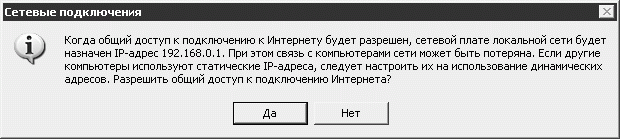 Сетевые подключения
Когда общий доступ к подключению к Интернету будет разрешен, сетевой плате локальной сети будет
назначен IP-адрес 192.168.0.1. При этом связь с компьютерами сети может быть потеряна. Если другие
компьютеры используют статические IP-адреса, следует настроить их на использование динамических
адресов. Разрешить общий доступ к подключению Интернета?
Да
Нет